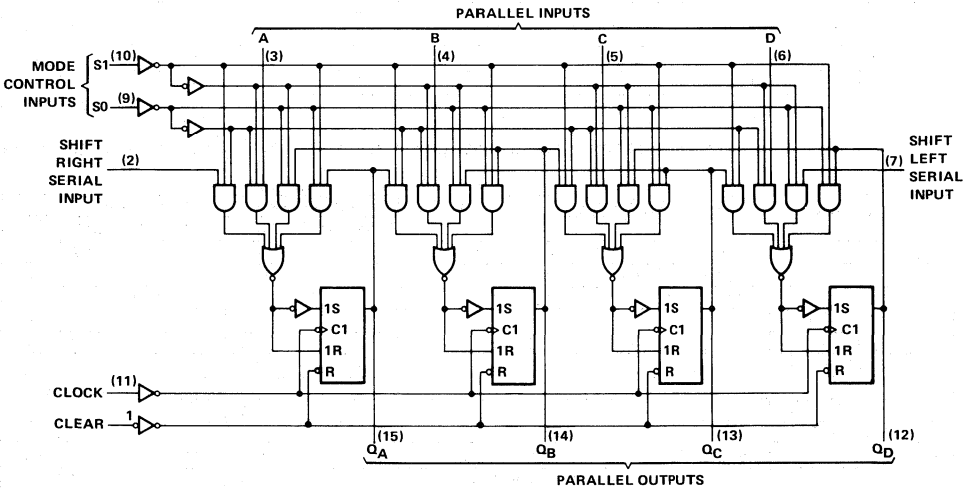 PARALLEL INPUTS
A B C D
(3) (4) (5) (6)
MODE
CONTROL
INPUTS
S1 (10)
S0 (9)
SHIFT
RIGHT
SERIAL
INPUT
(2)
(7)
SHIFT
LEFT
SERIAL
INPUT
1S 1S 1S 1S
C1 C1 C1 C1
1R 1R 1R 1R
R R R R
CLOCK (11)
CLEAR 1
(15) (14) (13) (12)
QA QB QC QD
PARALLEL OUTPUTS